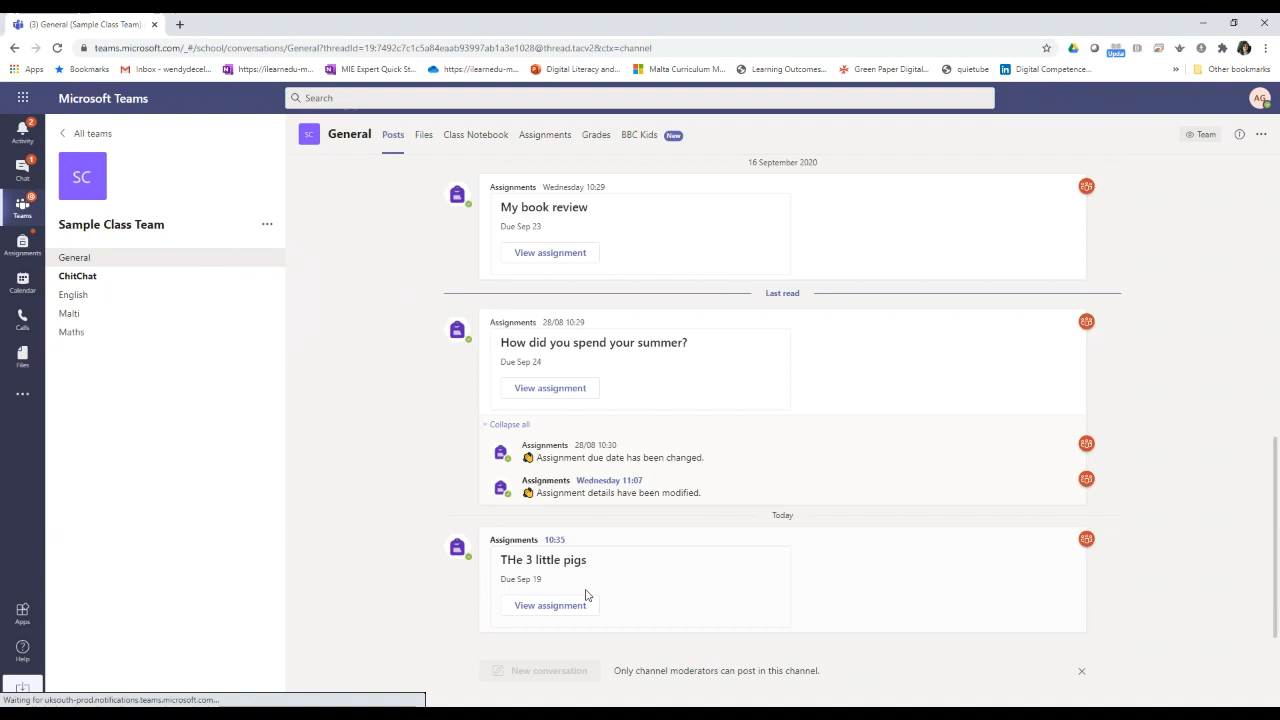 (3) General (Sample Class Team)
teams.microsoft.com/_#/school/conversations/General?threadId=19:7492c7c1c5a84eaab93997ab1a3e1028@thread.tacv2&ctx=channel
Upda
Apps
Bookmarks
Inbox - wendydecel...
https://ilearnedu-m...
MIE Expert Quick St...
https://ilearnedu-m...
Digital Literacy and...
Malta Curriculum M...
Learning Outcomes...
Green Paper Digital...
quietube
Digital Competence...
»
Other bookmarks
Microsoft Teams
Search
AG
2
Activity
1
Chat
Teams
Assignments
Calendar
Calls
Files
Apps
Help
All teams
SC
Sample Class Team
General
ChitChat
English
Malti
Maths
SC
General
Posts
Files
Class Notebook
Assignments
Grades
BBC Kids
New
Team
16 September 2020
Assignments Wednesday 10:29
My book review
Due Sep 23
View assignment
Last read
Assignments 28/08 10:29
How did you spend your summer?
Due Sep 24
View assignment
Collapse all
Assignments 28/08 10:30
Assignment due date has been changed.
Assignments Wednesday 11:07
Assignment details have been modified.
Today
Assignments 10:35
THe 3 little pigs
Due Sep 19
View assignment
New conversation
Only channel moderators can post in this channel.
Waiting for uksouth-prod.notifications.teams.microsoft.com...